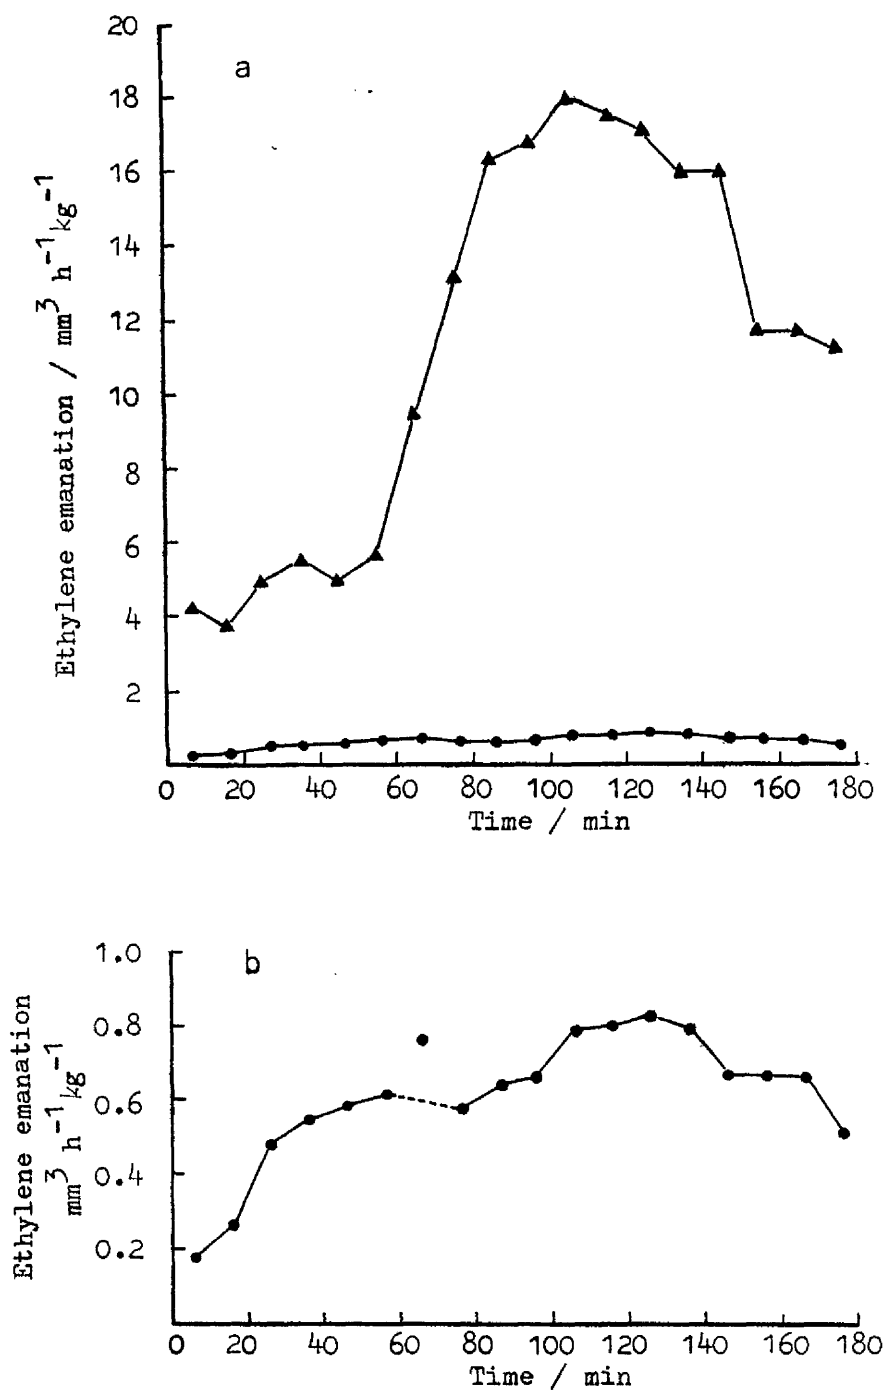 a
Ethylene emanation / mm³ h⁻¹ kg⁻¹
20
18
16
14
12
10
8
6
4
2
0 20 40 60 80 100 120 140 160 180
Time / min
b
Ethylene emanation
mm³ h⁻¹ kg⁻¹
1.0
0.8
0.6
0.4
0.2
0 20 40 60 80 100 120 140 160 180
Time / min